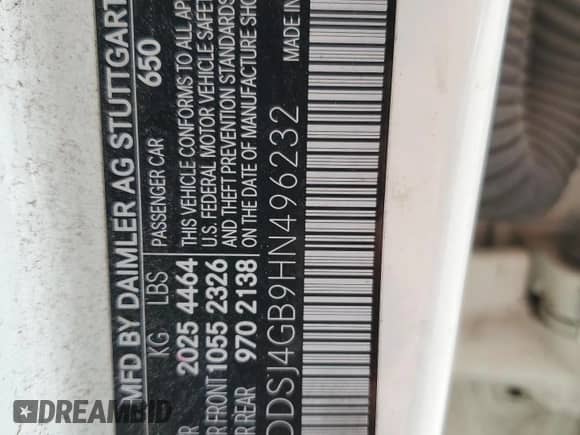 MFD BY DAIMLER AG STUTTGART
KG LBS PASSENGER CAR 650
2025 4464 THIS VEHICLE CONFORMS TO ALL AP
FRONT 1055 2326 U.S. FEDERAL MOTOR VEHICLE SAFET
REAR 970 2138 AND THEFT PREVENTION STANDARDS
ON THE DATE OF MANUFACTURE SHO
DDSJ4GB9HN496232 MADE IN
DREAMBID